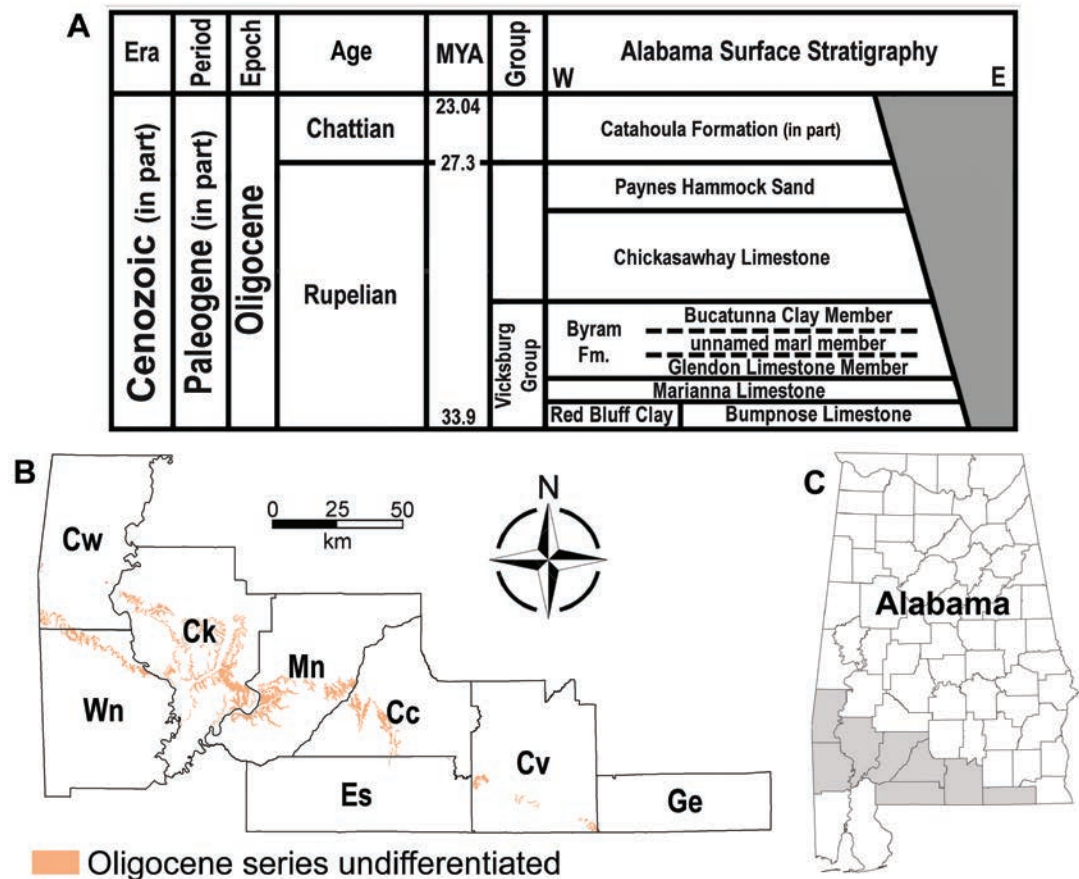 A
Era
Period
Epoch
Age
MYA
Group
Alabama Surface Stratigraphy
W
E
Cenozoic (in part)
Paleogene (in part)
Oligocene
Chattian
23.04
Catahoula Formation (in part)
27.3
Rupelian
Paynes Hammock Sand
Chickasawhay Limestone
Vicksburg
Group
Byram
Fm.
Bucatunna Clay Member
unnamed marl member
Glendon Limestone Member
Marianna Limestone
33.9
Red Bluff Clay
Bumpnose Limestone
B
0 25 50
km
N
Cw
Ck
Wn
Mn
Cc
Es
Cv
Ge
Oligocene series undifferentiated
C
Alabama